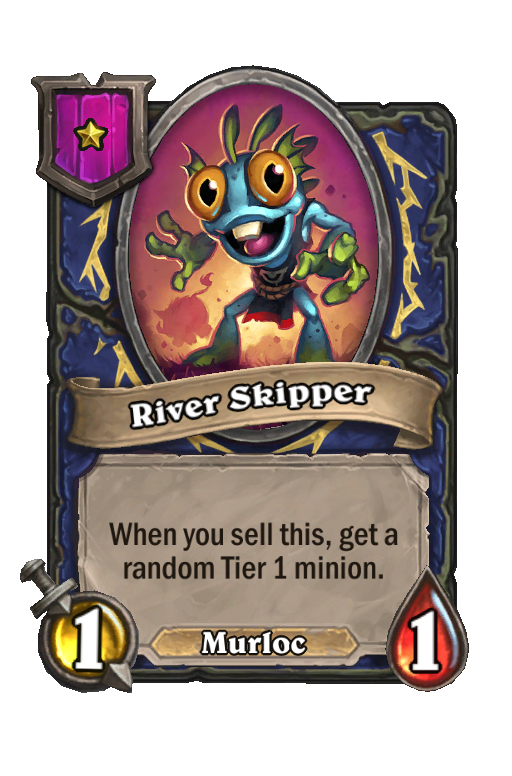 River Skipper
When you sell this, get a
random Tier 1 minion.
1
Murloc
1